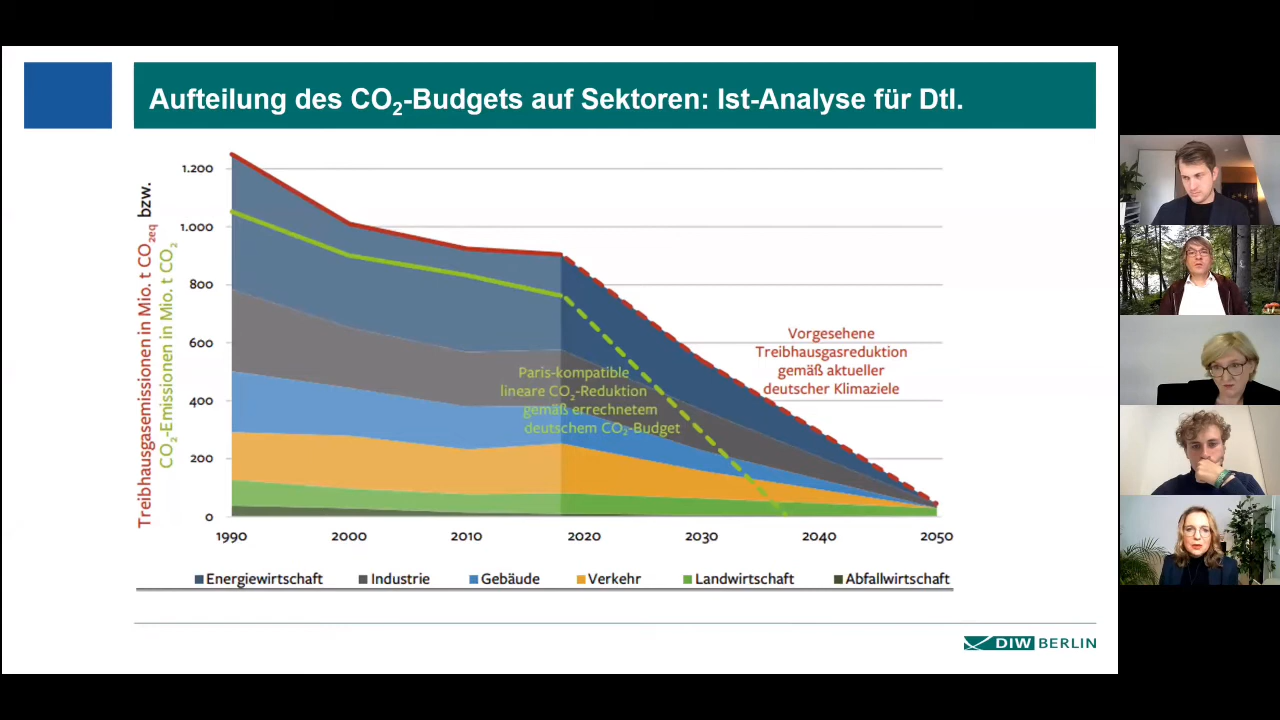 Aufteilung des CO₂-Budgets auf Sektoren: Ist-Analyse für Dtl.
Treibhausgasemissionen in Mio. t CO₂eq bzw.
CO₂-Emissionen in Mio. t CO₂
1.200
1.000
800
600
400
200
0
Vorgesehene
Treibhausgasreduktion
gemäß aktueller
deutscher Klimaziele
Paris-kompatible
lineare CO₂-Reduktion
gemäß errechnetem
deutschem CO₂-Budget
1990 2000 2010 2020 2030 2040 2050
Energiewirtschaft Industrie Gebäude Verkehr Landwirtschaft Abfallwirtschaft
DIW BERLIN